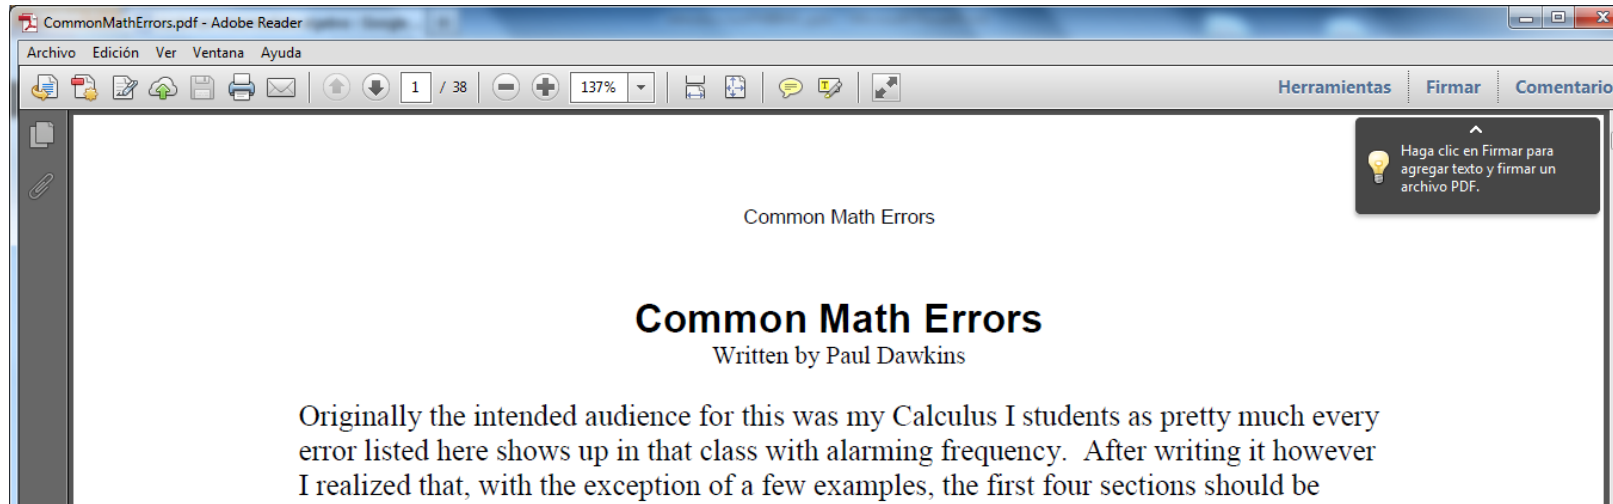 CommonMathErrors.pdf - Adobe Reader
Archivo Edición Ver Ventana Ayuda
1 / 38 137% Herramientas Firmar Comentario
Haga clic en Firmar para
agregar texto y firmar un
archivo PDF.
Common Math Errors
Common Math Errors
Written by Paul Dawkins
Originally the intended audience for this was my Calculus I students as pretty much every
error listed here shows up in that class with alarming frequency. After writing it however
I realized that, with the exception of a few examples, the first four sections should be